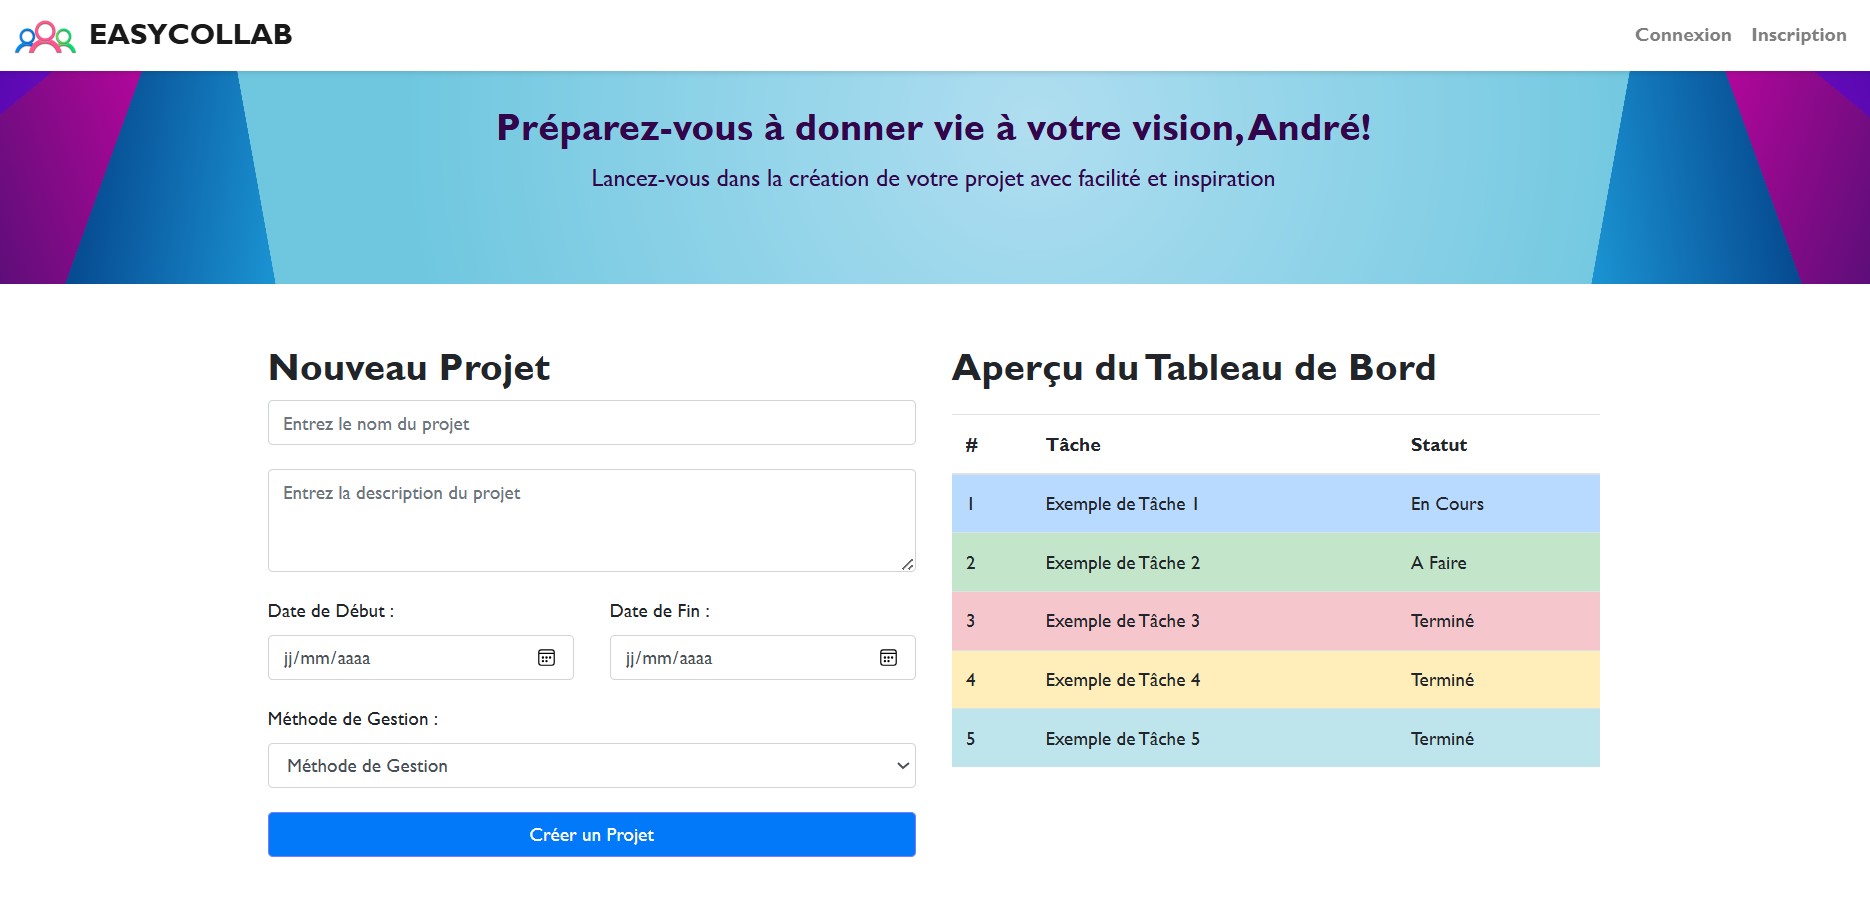 EASYCOLLAB
Connexion Inscription
Préparez-vous à donner vie à votre vision, André!
Lancez-vous dans la création de votre projet avec facilité et inspiration
Nouveau Projet
Entrez le nom du projet
Entrez la description du projet
Date de Début : Date de Fin :
jj/mm/aaaa jj/mm/aaaa
Méthode de Gestion :
Méthode de Gestion
Créer un Projet
Aperçu du Tableau de Bord
# Tâche Statut
1 Exemple de Tâche 1 En Cours
2 Exemple de Tâche 2 A Faire
3 Exemple de Tâche 3 Terminé
4 Exemple de Tâche 4 Terminé
5 Exemple de Tâche 5 Terminé